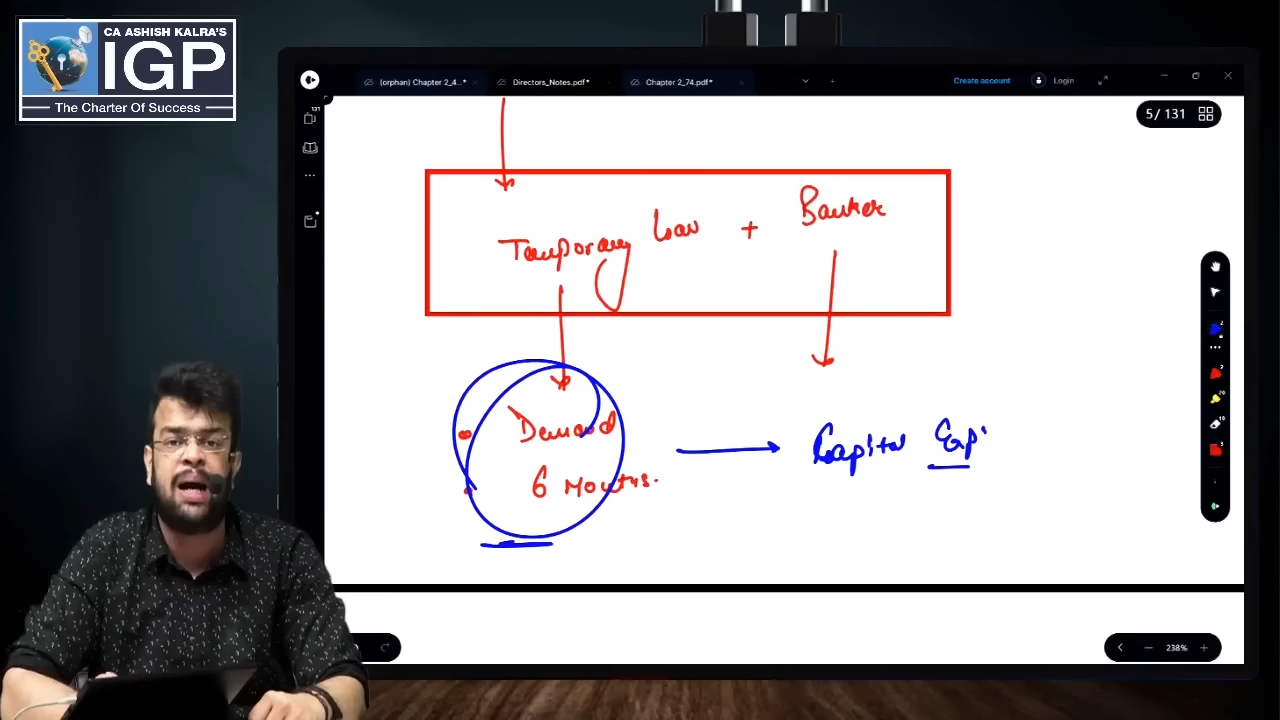 CA ASHISH KALRA'S
IGP
The Charter Of Success
(orphan) Chapter 2_4...*
Directors_Notes.pdf*
Chapter 2_74.pdf*
Create account
Login
131
5/ 131
Temporary loan + Banker
Demand
6 Months.
Capital Exp.
238%